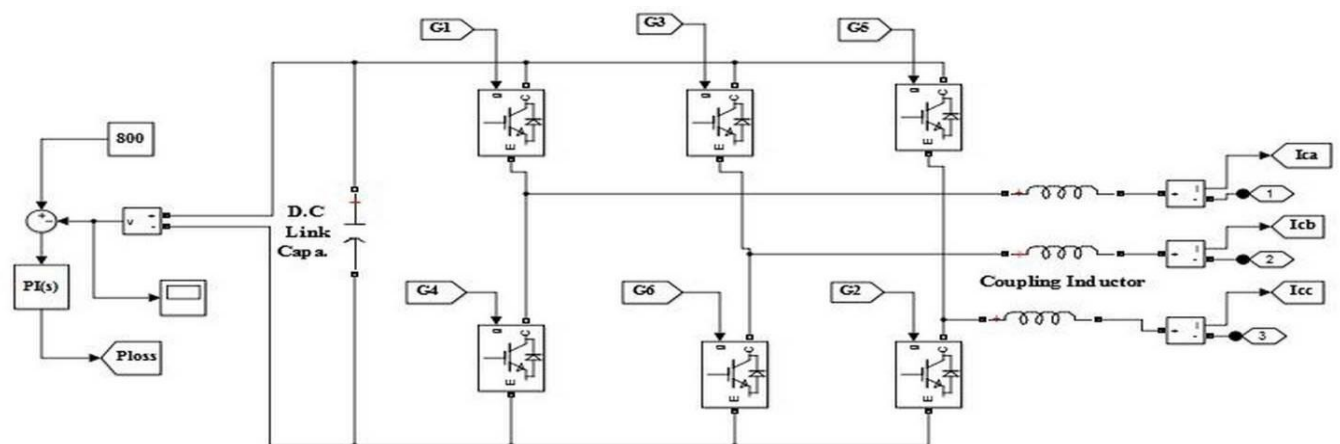 G1
G3
G5
g
C
E
g
C
E
g
C
E
800
Ica
+
-
v
+
-
D.C
Link
Capa.
+
+
-
1
Icb
+
+
-
2
PI(s)
G4
G6
G2
Coupling Inductor
Icc
+
+
-
3
Ploss
g
C
E
g
C
E
g
C
E